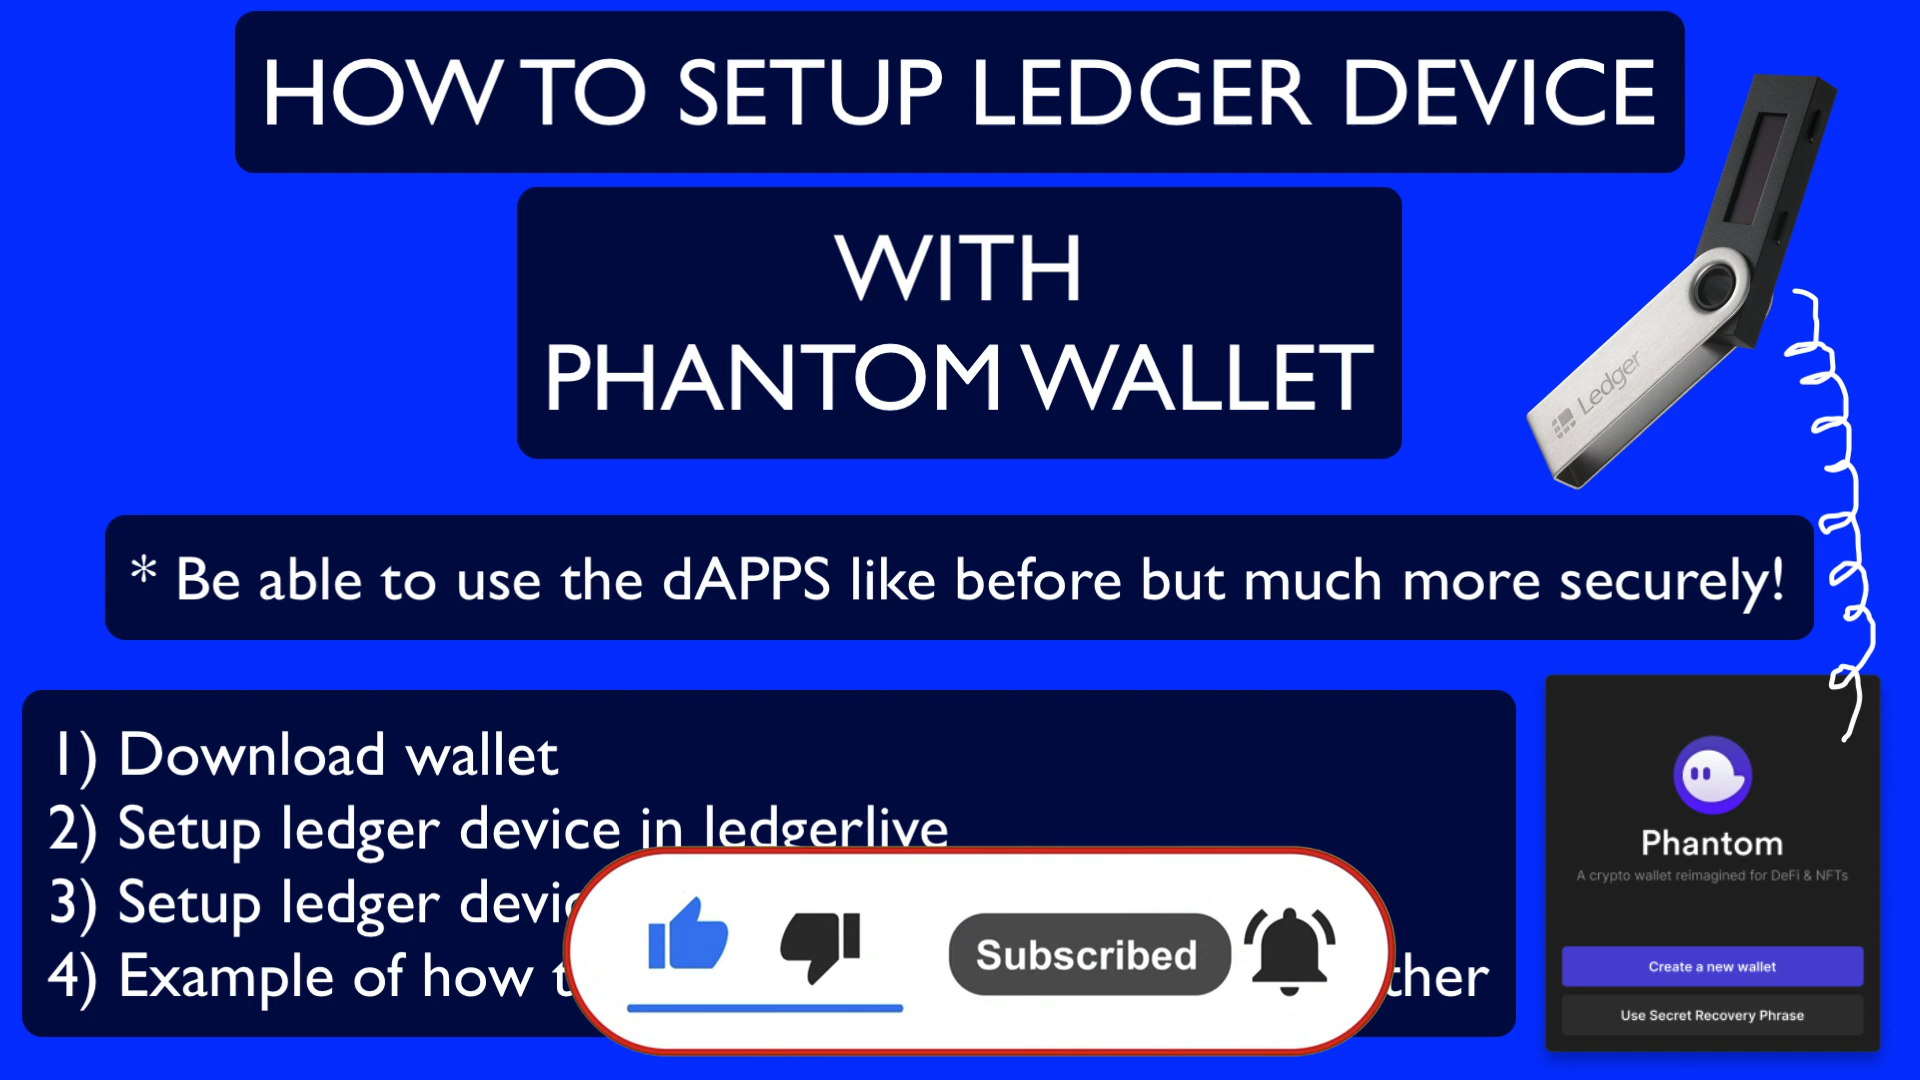 HOW TO SETUP LEDGER DEVICE
WITH
PHANTOM WALLET
Ledger
* Be able to use the dAPPS like before but much more securely!
1) Download wallet
2) Setup ledger device in ledgerlive
3) Setup ledger
4) Example of how
ther
Subscribed
Phantom
A crypto wallet reimagined for DeFi & NFTs
Create a new wallet
Use Secret Recovery Phrase